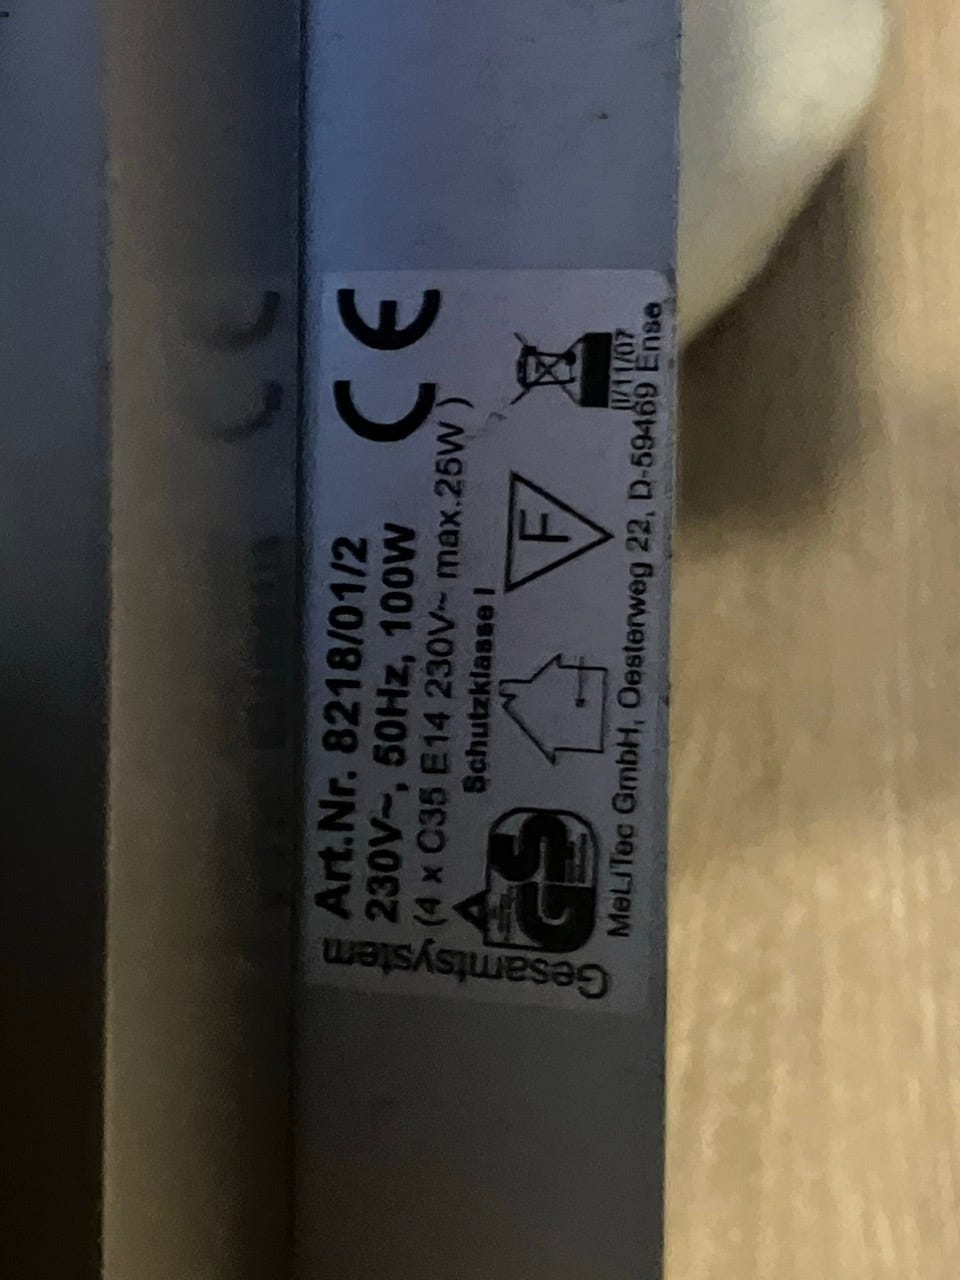 Gesamtsystem
Art.Nr. 8218/01/2
230V~, 50Hz, 100W
(4 x C35 E14 230V~ max.25W )
CE
Schutzklasse I
GS
F
II/11/07
MeLiTec GmbH, Oesterweg 22, D-59469 Ense